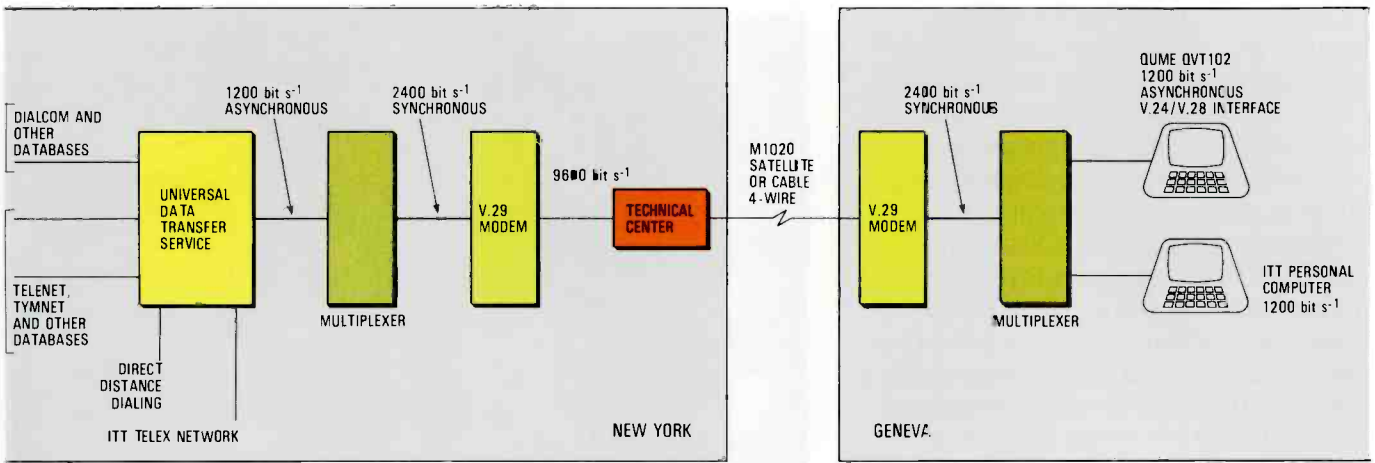 DIALCOM AND
OTHER
DATABASES
TELENET,
TYMNET
AND OTHER
DATABASES
UNIVERSAL
DATA
TRANSFER
SERVICE
DIRECT
DISTANCE
DIALING
ITT TELEX NETWORK
1200 bit s⁻¹
ASYNCHRONOUS
MULTIPLEXER
2400 bit s⁻¹
SYNCHRONOUS
V.29
MODEM
9600 bit s⁻¹
TECHNICAL
CENTER
NEW YORK
M1020
SATELLITE
OR CABLE
4-WIRE
GENEVA
V.29
MODEM
2400 bit s⁻¹
SYNCHRONOUS
MULTIPLEXER
QUME QVT102
1200 bit s⁻¹
ASYNCHRONOUS
V.24/V.28 INTERFACE
ITT PERSONAL
COMPUTER
1200 bit s⁻¹